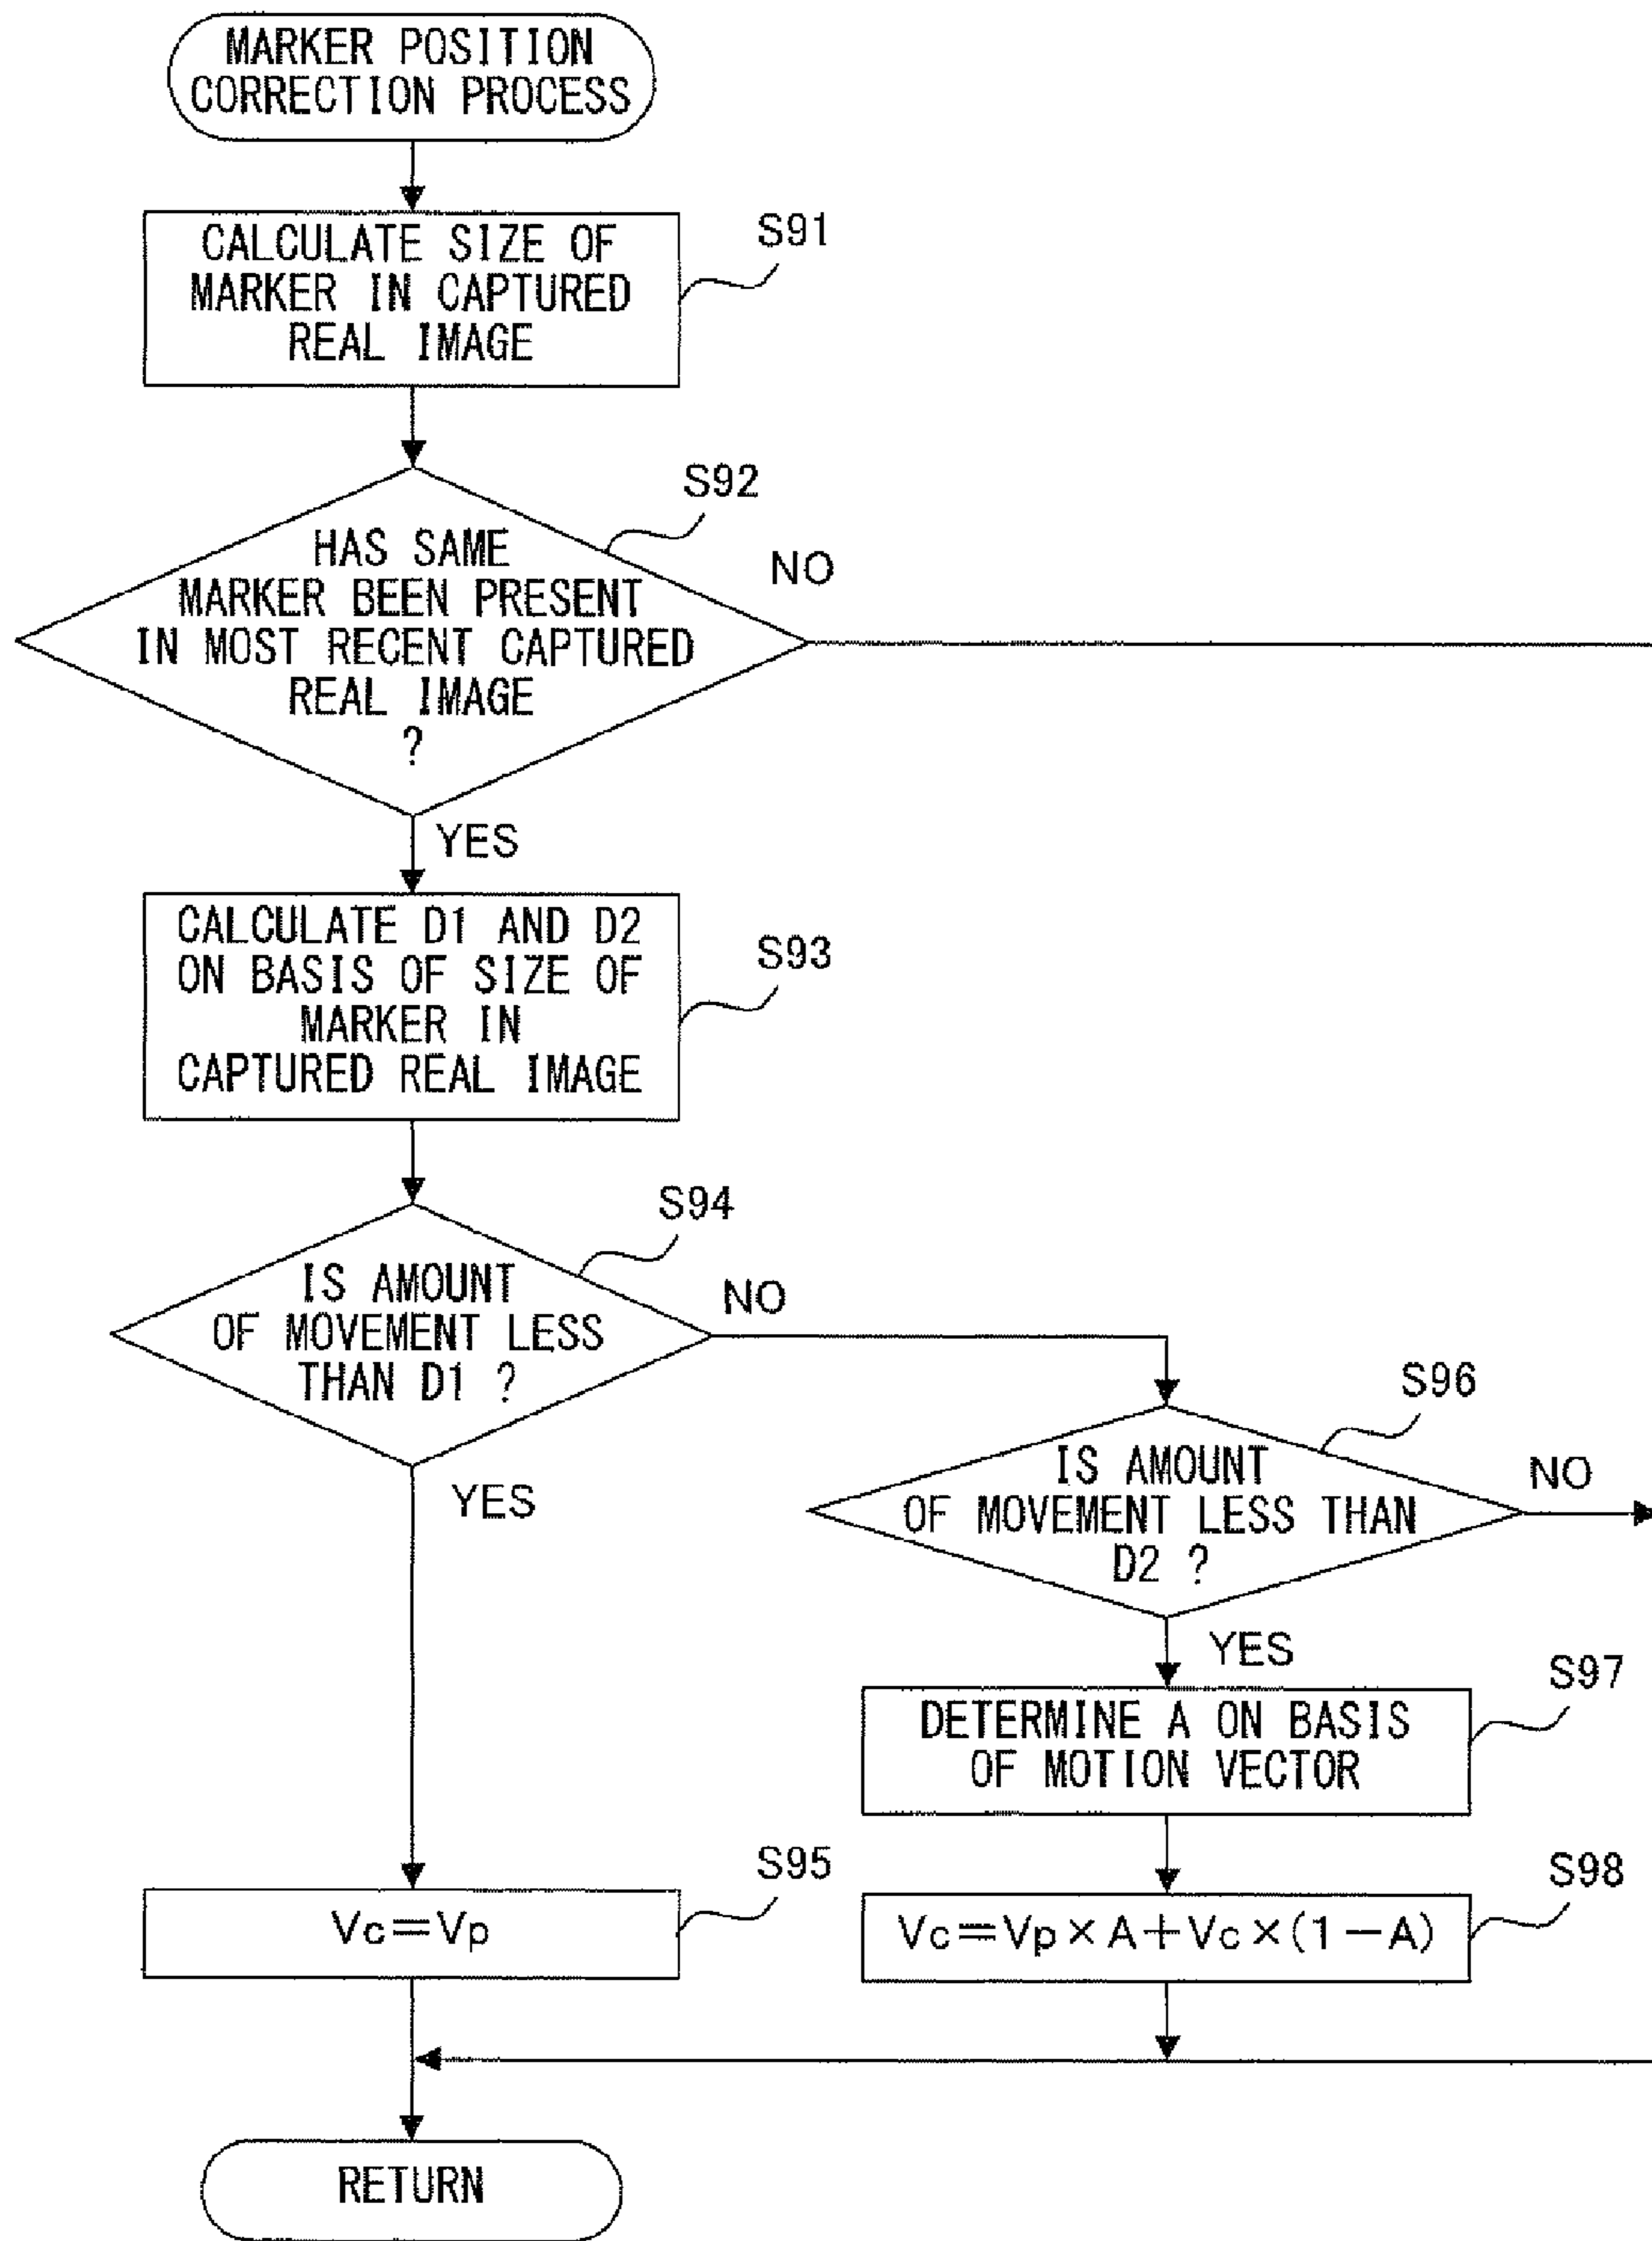 MARKER POSITION
CORRECTION PROCESS
CALCULATE SIZE OF
MARKER IN CAPTURED
REAL IMAGE
S91
HAS SAME
MARKER BEEN PRESENT
IN MOST RECENT CAPTURED
REAL IMAGE
?
S92
NO
YES
CALCULATE D1 AND D2
ON BASIS OF SIZE OF
MARKER IN
CAPTURED REAL IMAGE
S93
IS AMOUNT
OF MOVEMENT LESS
THAN D1 ?
S94
NO
YES
IS AMOUNT
OF MOVEMENT LESS THAN
D2 ?
S96
NO
YES
DETERMINE A ON BASIS
OF MOTION VECTOR
S97
Vc=Vp
S95
Vc=Vp×A+Vc×(1-A)
S98
RETURN